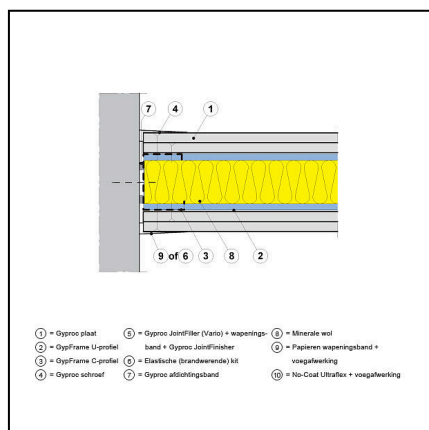 7 4 1
9 of 6 3 8 2
1 = Gyproc plaat
2 = GypFrame U-profiel
3 = GypFrame C-profiel
4 = Gyproc schroef
5 = Gyproc JointFiller (Vario) + wapenings-
band + Gyproc JointFinisher
6 = Elastische (brandwerende) kit
7 = Gyproc afdichtingsband
8 = Minerale wol
9 = Papieren wapeningsband +
voegafwerking
10 = No-Coat Ultraflex + voegafwerking